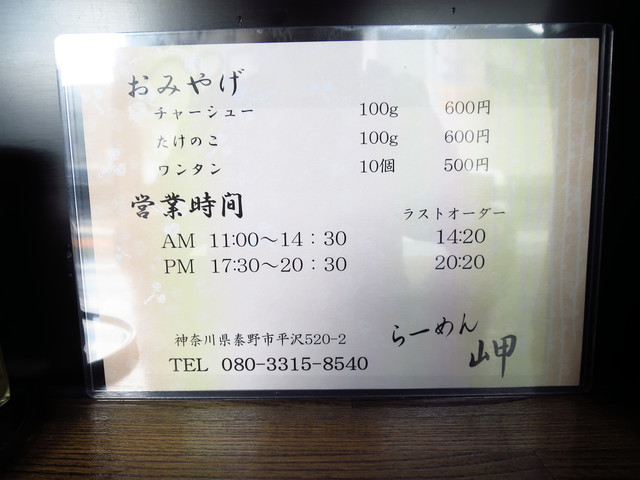 おみやげ
チャーシュー 100g 600円
たけのこ 100g 600円
ワンタン 10個 500円
営業時间 ラストオーダー
AM 11:00～14：30 14:20
PM 17:30～20：30 20:20
神奈川県秦野市平沢520-2
らーめん
岬
TEL 080-3315-8540